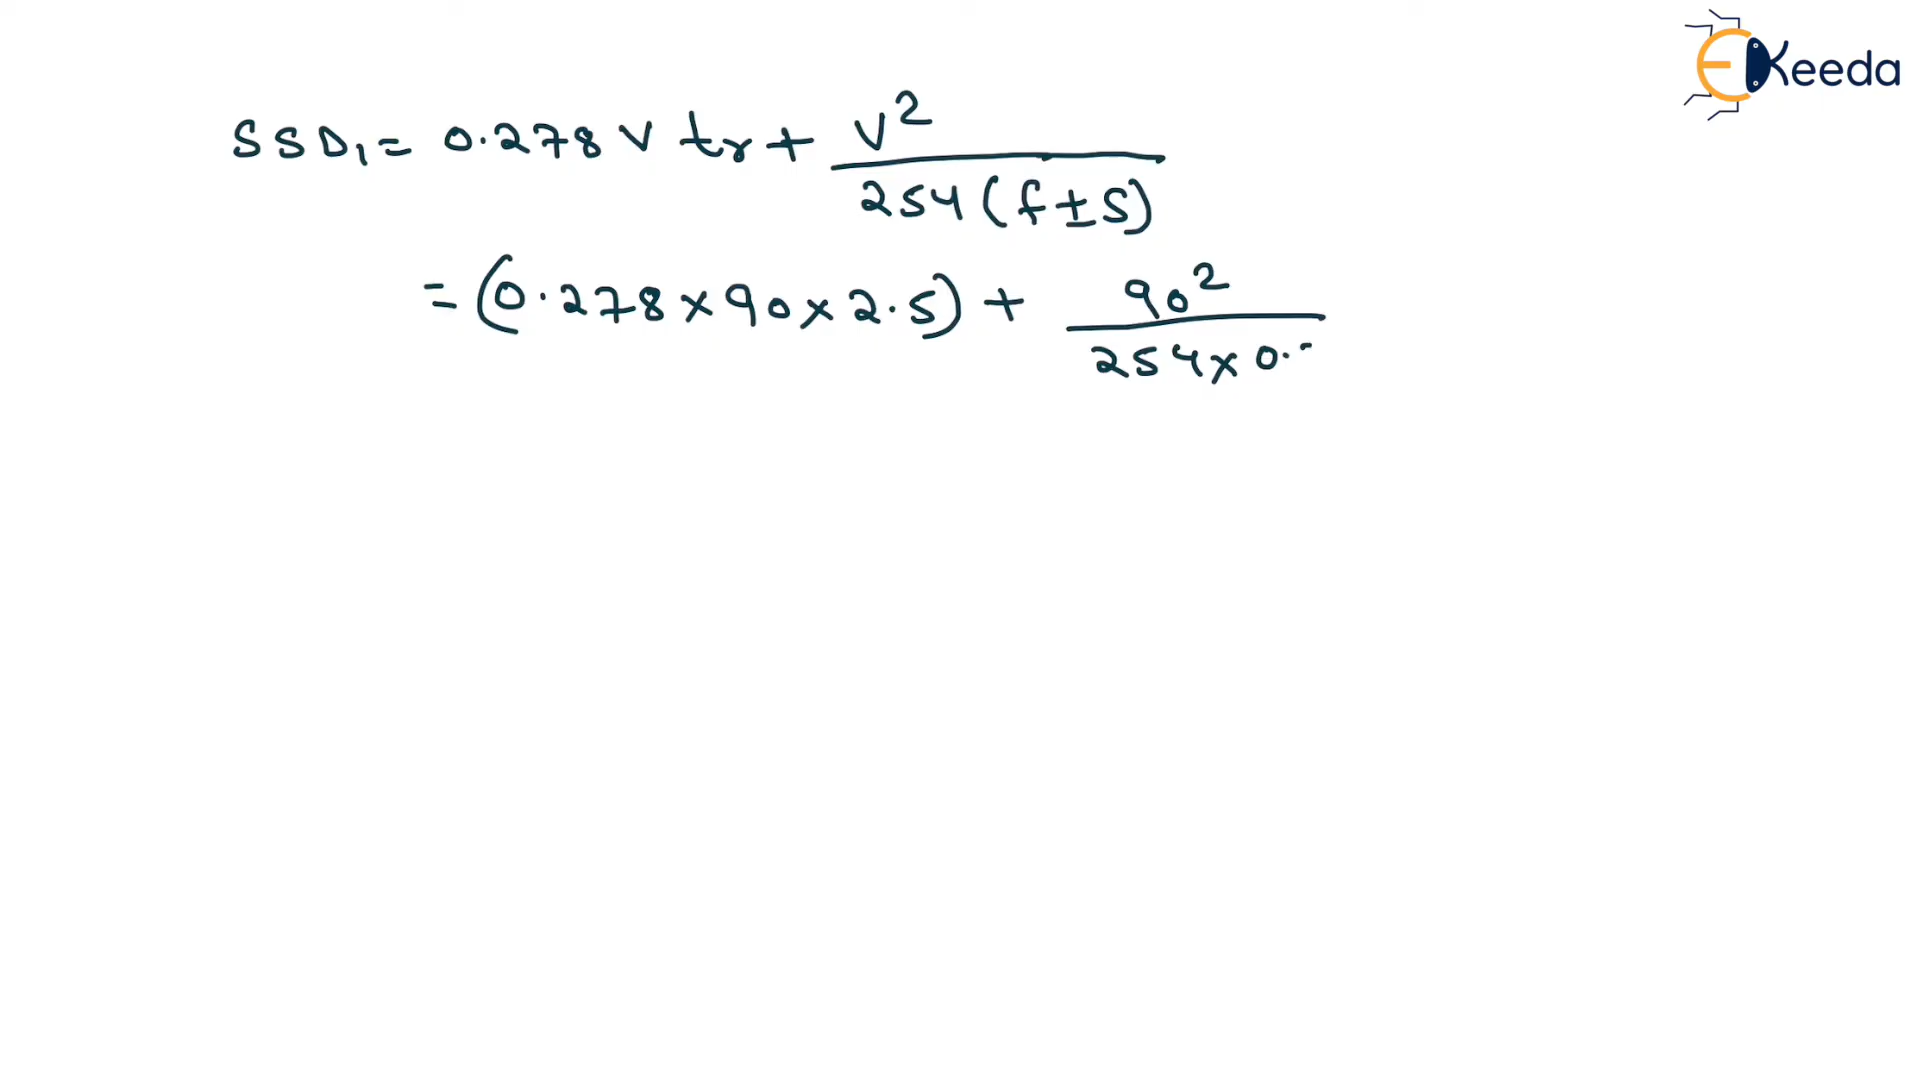 EKeeda
SSD₁ = 0.278 V tr + V² / 254 (f ± S)
= (0.278 × 90 × 2.5) + 90² / 254 × 0.